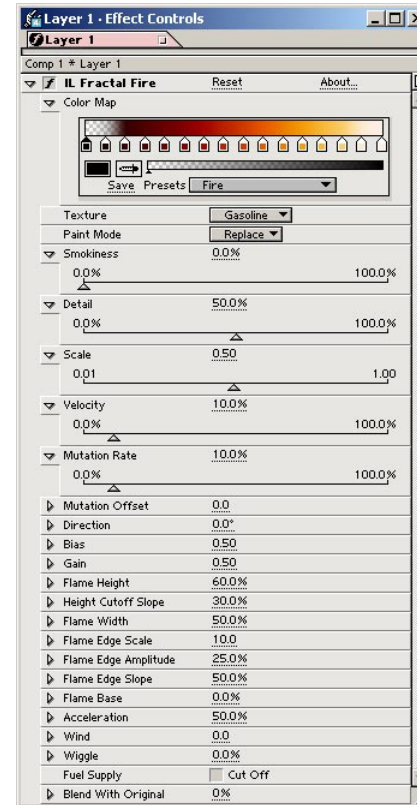 Layer 1 · Effect Controls
Layer 1
Comp 1 * Layer 1
IL Fractal Fire Reset About...
Color Map
Save Presets Fire
Texture Gasoline
Paint Mode Replace
Smokiness 0.0%
0.0% 100.0%
Detail 50.0%
0.0% 100.0%
Scale 0.50
0.01 1.00
Velocity 10.0%
0.0% 100.0%
Mutation Rate 10.0%
0.0% 100.0%
Mutation Offset 0.0
Direction 0.0°
Bias 0.50
Gain 0.50
Flame Height 60.0%
Height Cutoff Slope 30.0%
Flame Width 50.0%
Flame Edge Scale 10.0
Flame Edge Amplitude 25.0%
Flame Edge Slope 50.0%
Flame Base 0.0%
Acceleration 50.0%
Wind 0.0
Wiggle 0.0%
Fuel Supply Cut Off
Blend With Original 0%